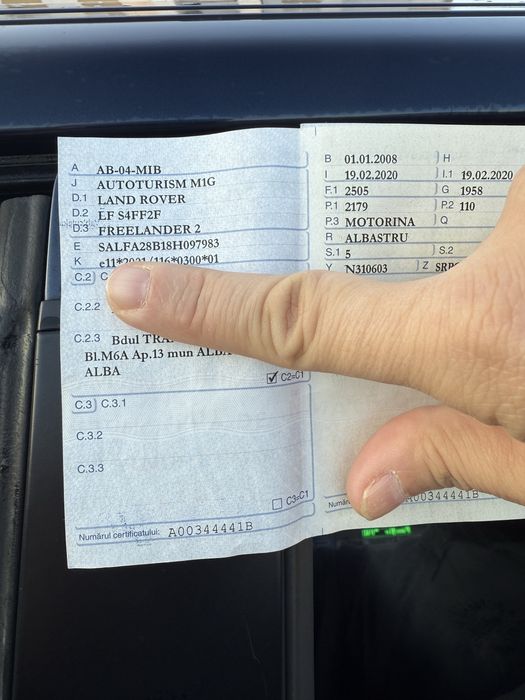 A AB-04-MIB
J AUTOTURISM M1G
D.1 LAND ROVER
D.2 LF S4FF2F
D.3 FREELANDER 2
E SALFA28B18H097983
K e11*2001/116*0300*01
C.2 C
C.2.2
C.2.3 Bdul
Bl.M6A Ap.13 mun ALBA
ALBA
C2=C1
C.3 C.3.1
C.3.2
C.3.3
C3=C1
Numărul certificatului: A00344441B
B 01.01.2008 H
I 19.02.2020 I.1 19.02.2020
F.1 2505 G 1958
P.1 2179 P.2 110
P.3 MOTORINA Q
R ALBASTRU
S.1 5 S.2
Y N310603 Z
A00344441B